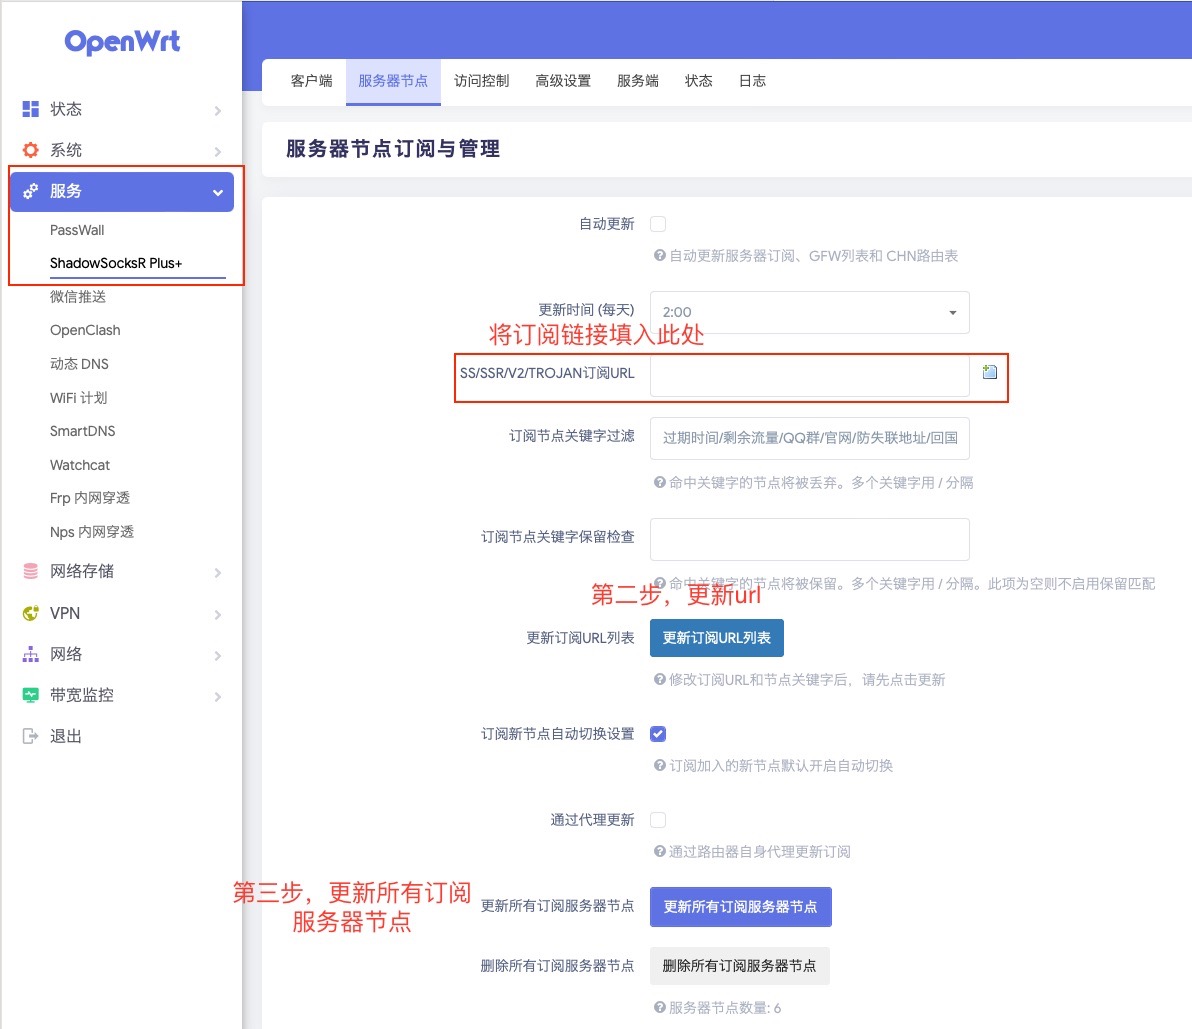 OpenWrt
状态
系统
服务
PassWall
ShadowSocksR Plus+
微信推送
OpenClash
动态 DNS
WiFi 计划
SmartDNS
Watchcat
Frp 内网穿透
Nps 内网穿透
网络存储
VPN
网络
带宽监控
退出
客户端 服务器节点 访问控制 高级设置 服务端 状态 日志
服务器节点订阅与管理
自动更新
自动更新服务器订阅、GFW列表和 CHN路由表
更新时间 (每天) 2:00
将订阅链接填入此处
SS/SSR/V2/TROJAN订阅URL
订阅节点关键字过滤 过期时间/剩余流量/QQ群/官网/防失联地址/回国
命中关键字的节点将被丢弃。多个关键字用 / 分隔
订阅节点关键字保留检查
命中关键字的节点将被保留。多个关键字用 / 分隔。此项为空则不启用保留匹配
第二步，更新url
更新订阅URL列表 更新订阅URL列表
修改订阅URL和节点关键字后，请先点击更新
订阅新节点自动切换设置
订阅加入的新节点默认开启自动切换
通过代理更新
通过路由器自身代理更新订阅
第三步，更新所有订阅
服务器节点
更新所有订阅服务器节点 更新所有订阅服务器节点
删除所有订阅服务器节点 删除所有订阅服务器节点
服务器节点数量: 6